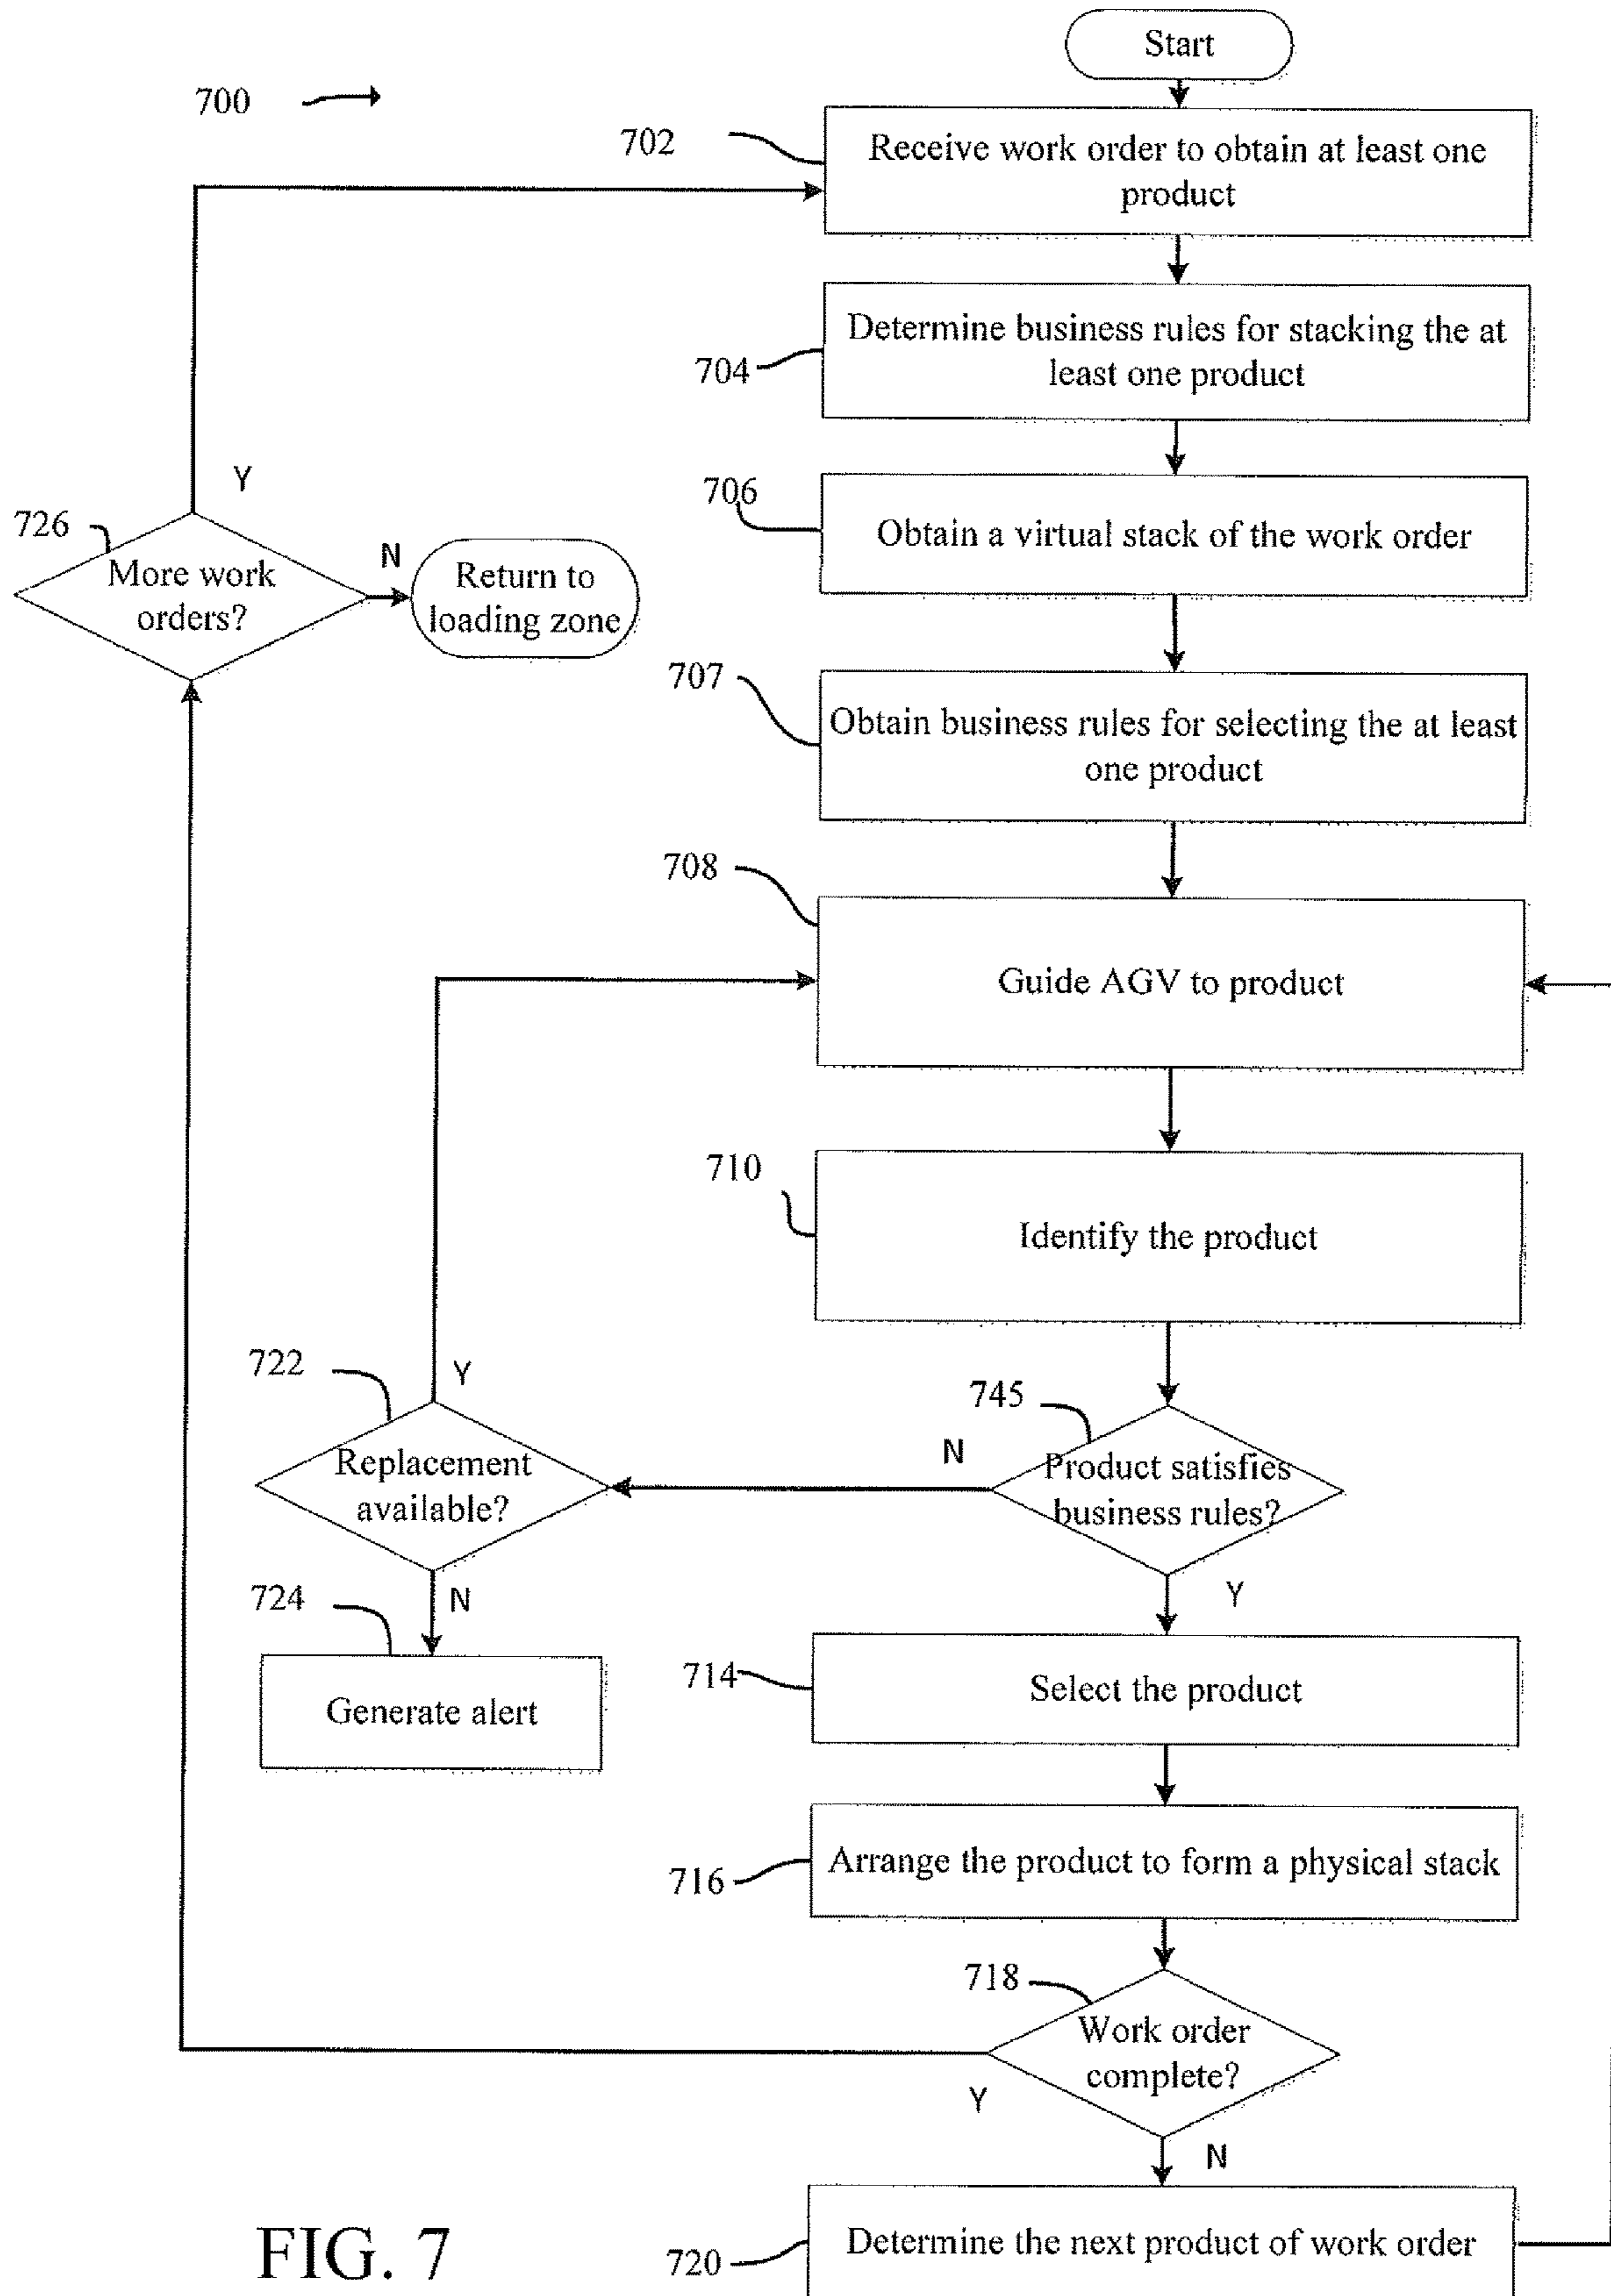 Start
700
702
Receive work order to obtain at least one
product
704
Determine business rules for stacking the at
least one product
706
Obtain a virtual stack of the work order
726
More work
orders?
Y
N
Return to
loading zone
707
Obtain business rules for selecting the at least
one product
708
Guide AGV to product
710
Identify the product
745
Product satisfies
business rules?
N
Y
722
Replacement
available?
Y
N
724
Generate alert
714
Select the product
716
Arrange the product to form a physical stack
718
Work order
complete?
Y
N
720
Determine the next product of work order
FIG. 7